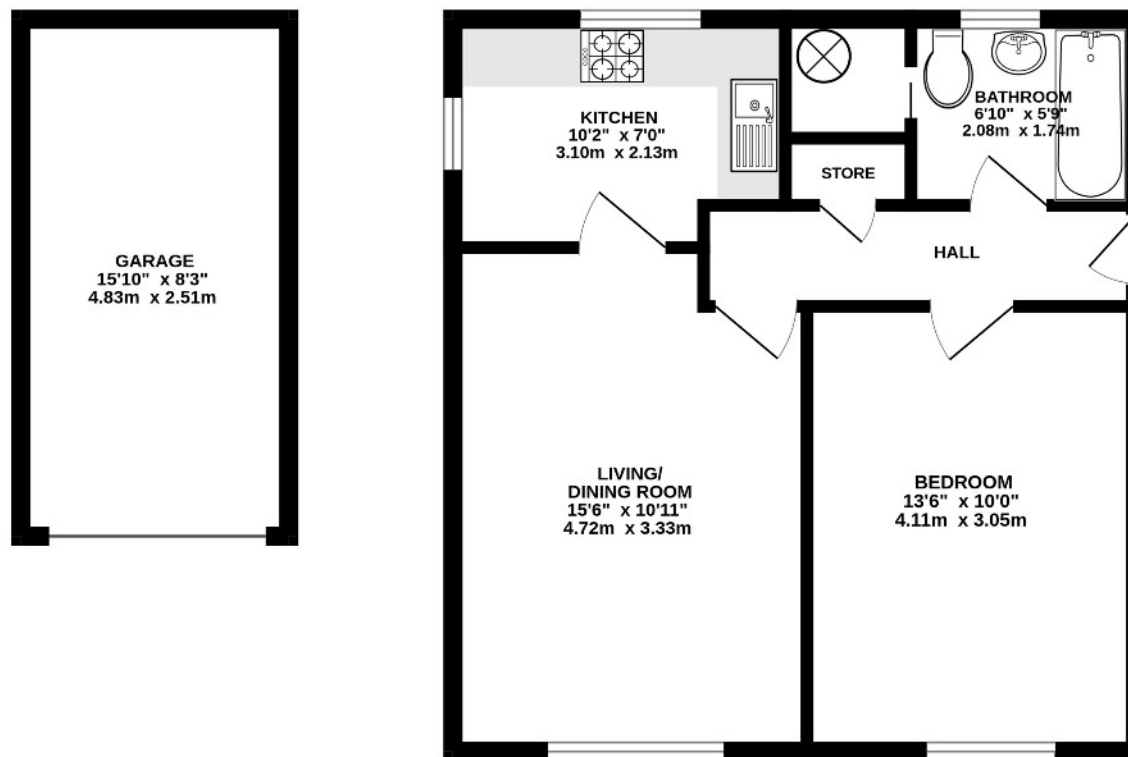 GARAGE
15'10" x 8'3"
4.83m x 2.51m
KITCHEN
10'2" x 7'0"
3.10m x 2.13m
BATHROOM
6'10" x 5'9"
2.08m x 1.74m
STORE
HALL
LIVING/
DINING ROOM
15'6" x 10'11"
4.72m x 3.33m
BEDROOM
13'6" x 10'0"
4.11m x 3.05m